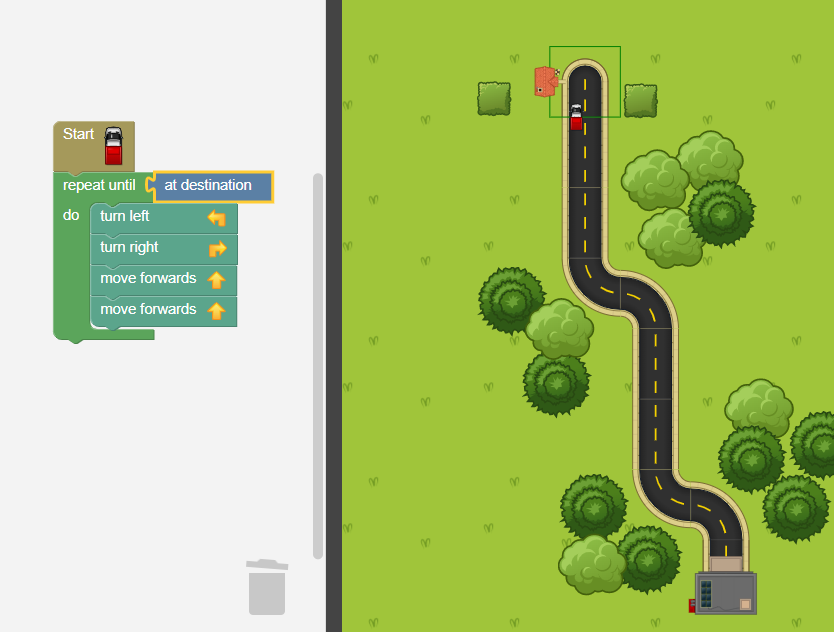 Start
repeat until at destination
do turn left
turn right
move forwards
move forwards